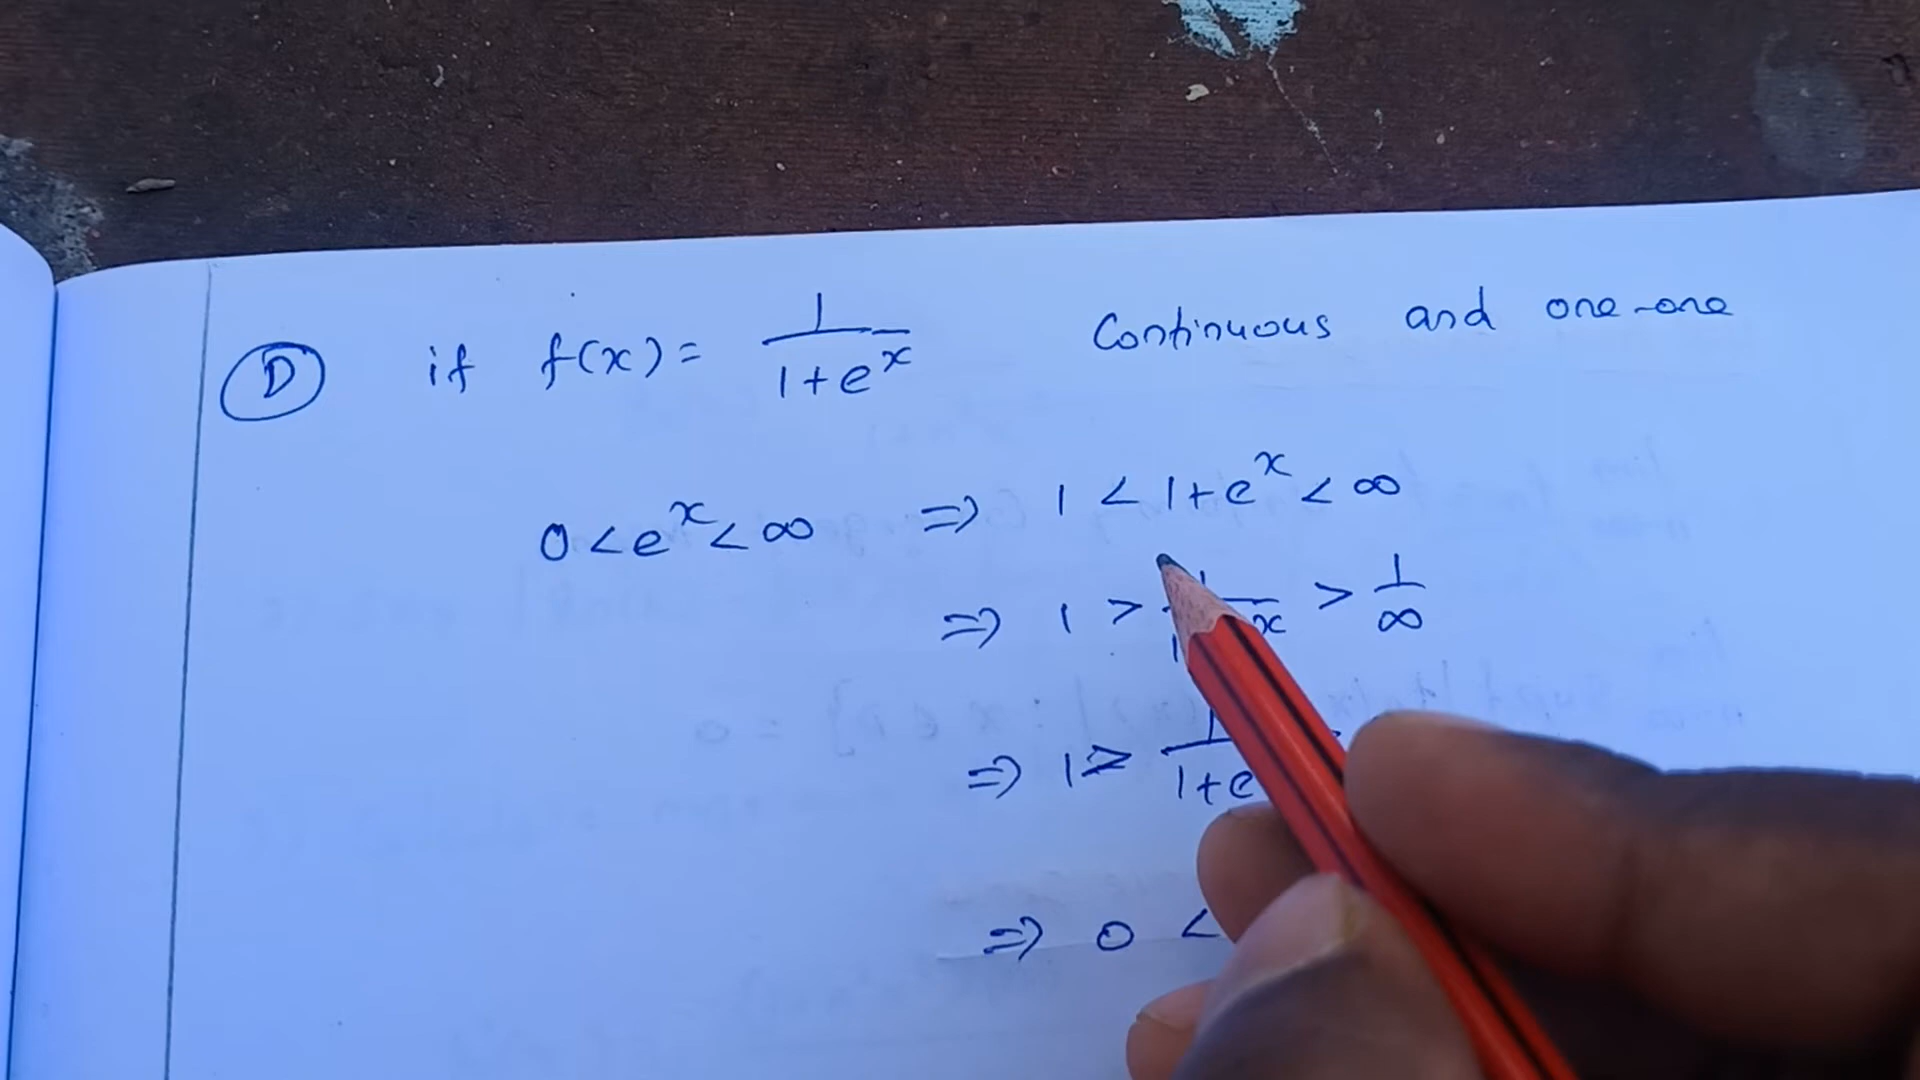 D if f(x) = 1/(1+e^x) Continuous and one-one
0 < e^x < ∞ ⇒ 1 < 1+e^x < ∞
⇒ 1 > x > 1/∞
⇒ 1 > 1/(1+e
⇒ 0 <